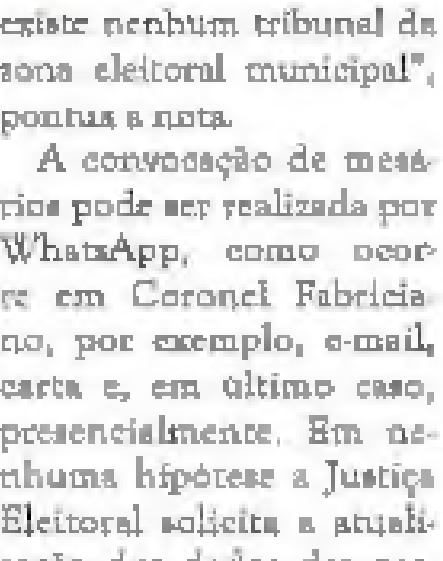 existe nenhum tribunal da
zona eleitoral municipal",
pontua a nota.
A convocação de mesá-
rios pode ser realizada por
WhatsApp, como ocor-
re em Coronel Fabricia-
no, por exemplo, e-mail,
carta e, em último caso,
presencialmente. Em ne-
nhuma hipótese a Justiça
Eleitoral solicita a atuali-